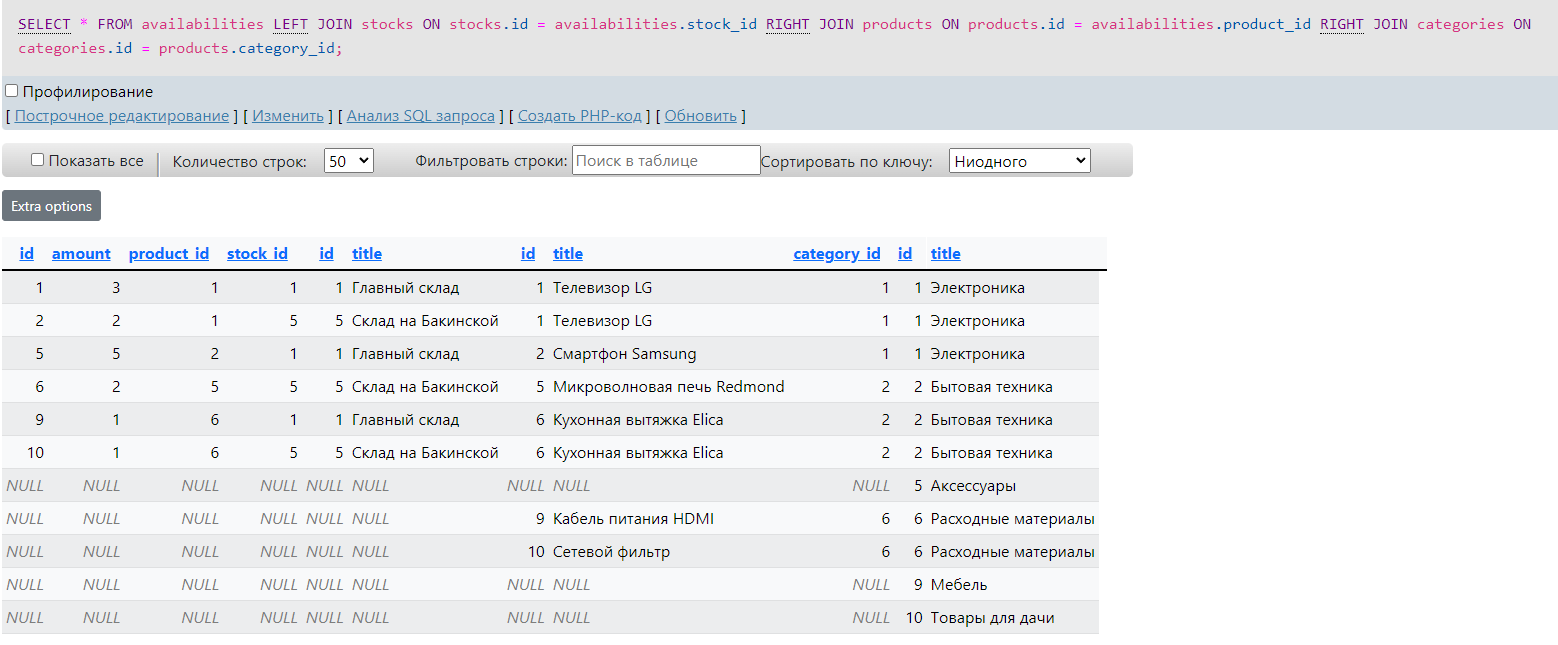 SELECT * FROM availabilities LEFT JOIN stocks ON stocks.id = availabilities.stock_id RIGHT JOIN products ON products.id = availabilities.product_id RIGHT JOIN categories ON
categories.id = products.category_id;
Профилирование
[ Построчное редактирование ] [ Изменить ] [ Анализ SQL запроса ] [ Создать PHP-код ] [ Обновить ]
Показать все Количество строк: 50 Фильтровать строки: Поиск в таблице Сортировать по ключу: Ниодного
Extra options
id amount product_id stock_id id title id title category_id id title
1 3 1 1 1 Главный склад 1 Телевизор LG 1 1 Электроника
2 2 1 5 5 Склад на Бакинской 1 Телевизор LG 1 1 Электроника
5 5 2 1 1 Главный склад 2 Смартфон Samsung 1 1 Электроника
6 2 5 5 5 Склад на Бакинской 5 Микроволновая печь Redmond 2 2 Бытовая техника
9 1 6 1 1 Главный склад 6 Кухонная вытяжка Elica 2 2 Бытовая техника
10 1 6 5 5 Склад на Бакинской 6 Кухонная вытяжка Elica 2 2 Бытовая техника
NULL NULL NULL NULL NULL NULL NULL NULL NULL 5 Аксессуары
NULL NULL NULL NULL NULL NULL 9 Кабель питания HDMI 6 6 Расходные материалы
NULL NULL NULL NULL NULL NULL 10 Сетевой фильтр 6 6 Расходные материалы
NULL NULL NULL NULL NULL NULL NULL NULL NULL 9 Мебель
NULL NULL NULL NULL NULL NULL NULL NULL NULL 10 Товары для дачи